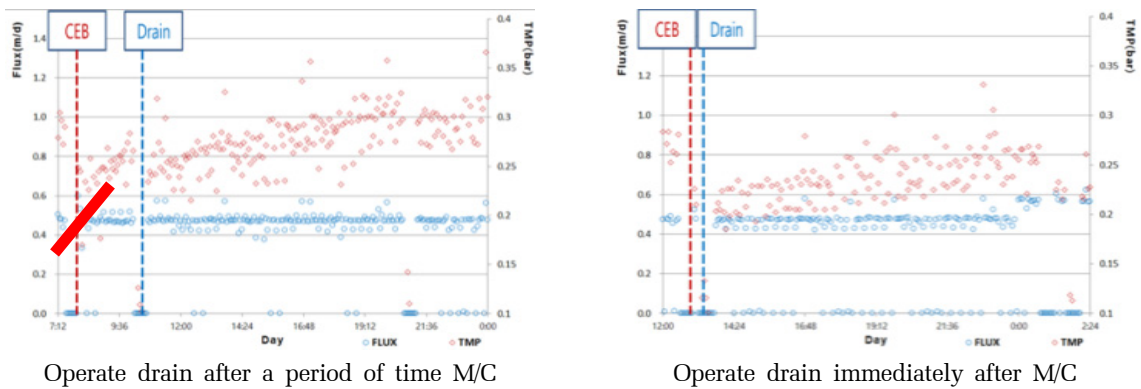 CEB
Drain
Flux(m/d)
TMP(bar)
1.4
1.2
1.0
0.8
0.6
0.4
0.2
0.0
0.4
0.35
0.3
0.25
0.2
0.15
0.1
7:12 9:36 12:00 14:24 16:48 19:12 21:36 0:00
Day
FLUX TMP
Operate drain after a period of time M/C
CEB
Drain
Flux(m/d)
TMP(bar)
1.4
1.2
1.0
0.8
0.6
0.4
0.2
0.0
0.4
0.35
0.3
0.25
0.2
0.15
0.1
12:00 14:24 16:48 19:12 21:36 0:00 2:24
Day
FLUX TMP
Operate drain immediately after M/C